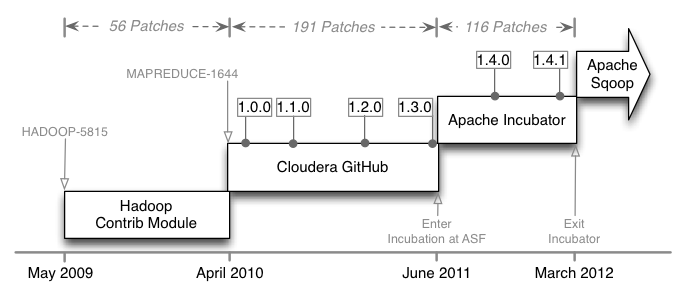 56 Patches
191 Patches
116 Patches
MAPREDUCE-1644
HADOOP-5815
1.0.0
1.1.0
1.2.0
1.3.0
1.4.0
1.4.1
Apache
Sqoop
Apache Incubator
Cloudera GitHub
Hadoop
Contrib Module
Enter
Incubation at ASF
Exit
Incubator
May 2009
April 2010
June 2011
March 2012